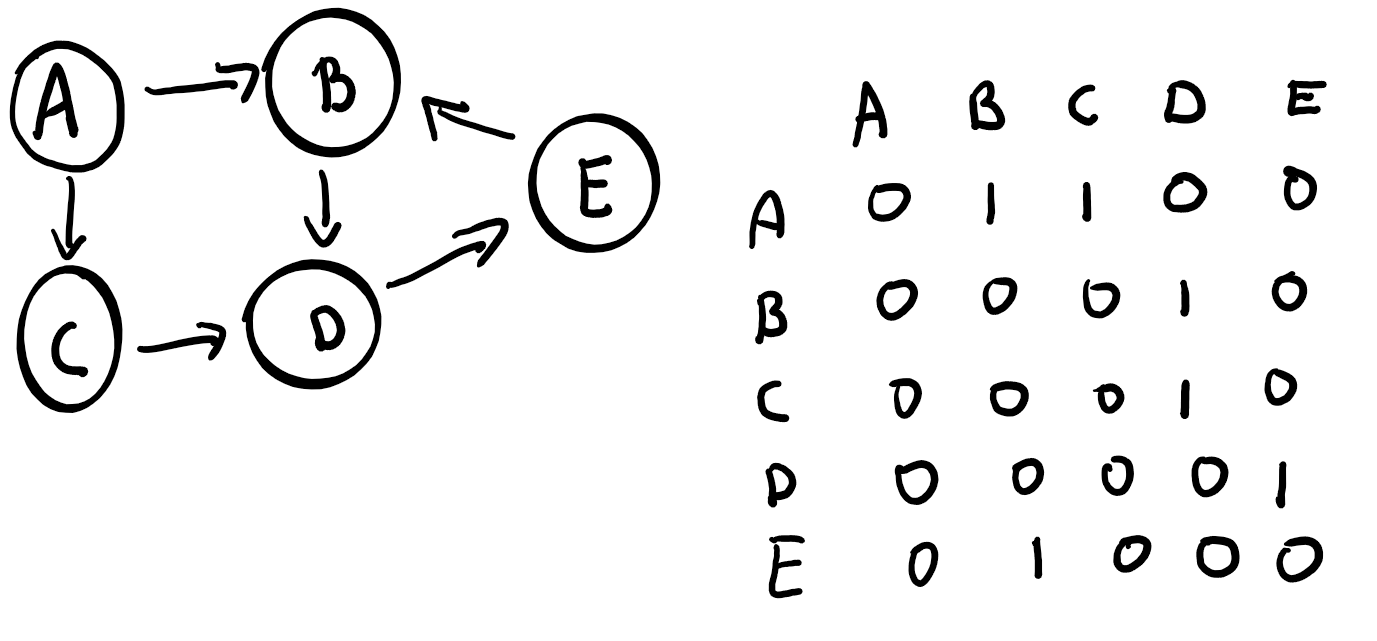 A
B
E
C
D
A B C D E
A 0 1 1 0 0
B 0 0 0 1 0
C 0 0 0 1 0
D 0 0 0 0 1
E 0 1 0 0 0